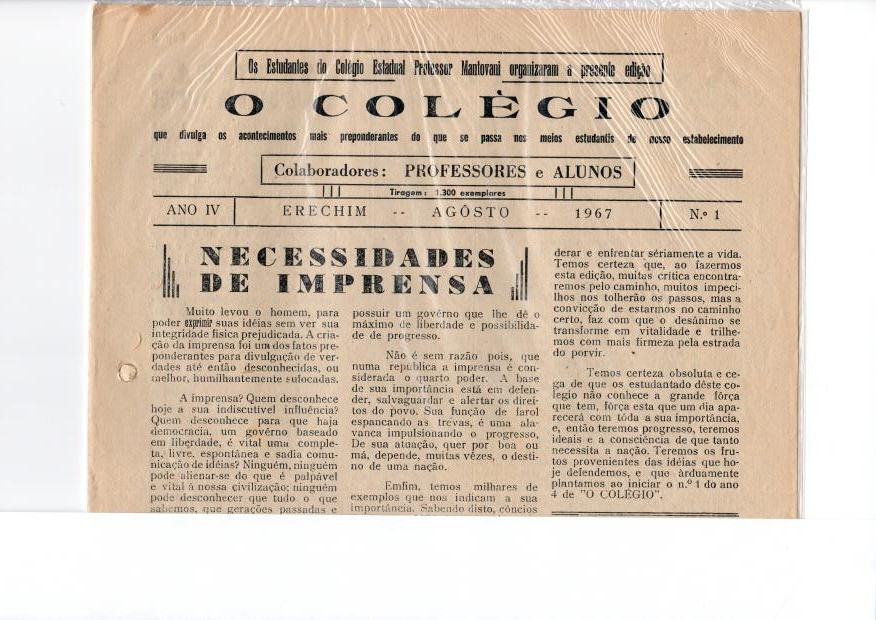 Os Estudantes do Colégio Estadual Professor Mantovani organizaram a presente edição
O COLÉGIO
que divulga os acontecimentos mais preponderantes do que se passa nos meios estudantis de nosso estabelecimento
Colaboradores: PROFESSORES e ALUNOS
Tiragem: 1.300 exemplares
ANO IV
ERECHIM -- AGÔSTO -- 1967
N.º 1
NECESSIDADES
DE IMPRENSA
Muito levou o homem, para
poder exprimir suas idéias sem ver sua
integridade física prejudicada. A cria-
ção da imprensa foi um dos fatos pre-
ponderantes para divulgação de ver-
dades até então desconhecidas, ou
melhor, humilhantemente sufocadas.
A imprensa? Quem desconhece
hoje a sua indiscutível influência?
Quem desconhece para que haja
democracia, um govêrno baseado
em liberdade, é vital uma comple-
ta, livre, espontânea e sadia comu-
nicação de idéias? Ninguém, ninguém
pode alienar-se do que é palpável
e vital à nossa civilização; ninguém
pode desconhecer que tudo o que
sabemos, que gerações passadas e
possuir um govêrno que lhe dê o
máximo de liberdade e possibilida-
de de progresso.
Não é sem razão pois, que
numa república a imprensa é con-
siderada o quarto poder. A base
de sua importância está em defen-
der, salvaguardar e alertar os direi-
tos do povo. Sua função de farol
espancando as trevas, é uma ala-
vanca impulsionando o progresso,
De sua atuação, quer por boa ou
má, depende, muitas vêzes, o desti-
no de uma nação.
Emfim, temos milhares de
exemplos que nos indicam a sua
importância. Sabendo disto, côncios
derar e enfrentar sèriamente a vida.
Temos certeza que, ao fazermos
esta edição, muitas crítica encontra-
remos pelo caminho, muitos impeci-
lhos nos tolherão os passos, mas a
convicção de estarmos no caminho
certo, faz com que o desânimo se
transforme em vitalidade e trilhe-
mos com mais firmeza pela estrada
do porvir.
Temos certeza absoluta e ce-
ga de que os estudantado dêste co-
legio não conhece a grande fôrça
que tem, fôrça esta que um dia apa-
recerá com tôda a sua importância,
e, então teremos progresso, teremos
ideais e a consciência de que tanto
necessita a nação. Teremos os fru-
tos provenientes das idéias que ho-
je defendemos, e que àrduamente
plantamos ao iniciar o n.º 1 do ano
4 de "O COLÉGIO".